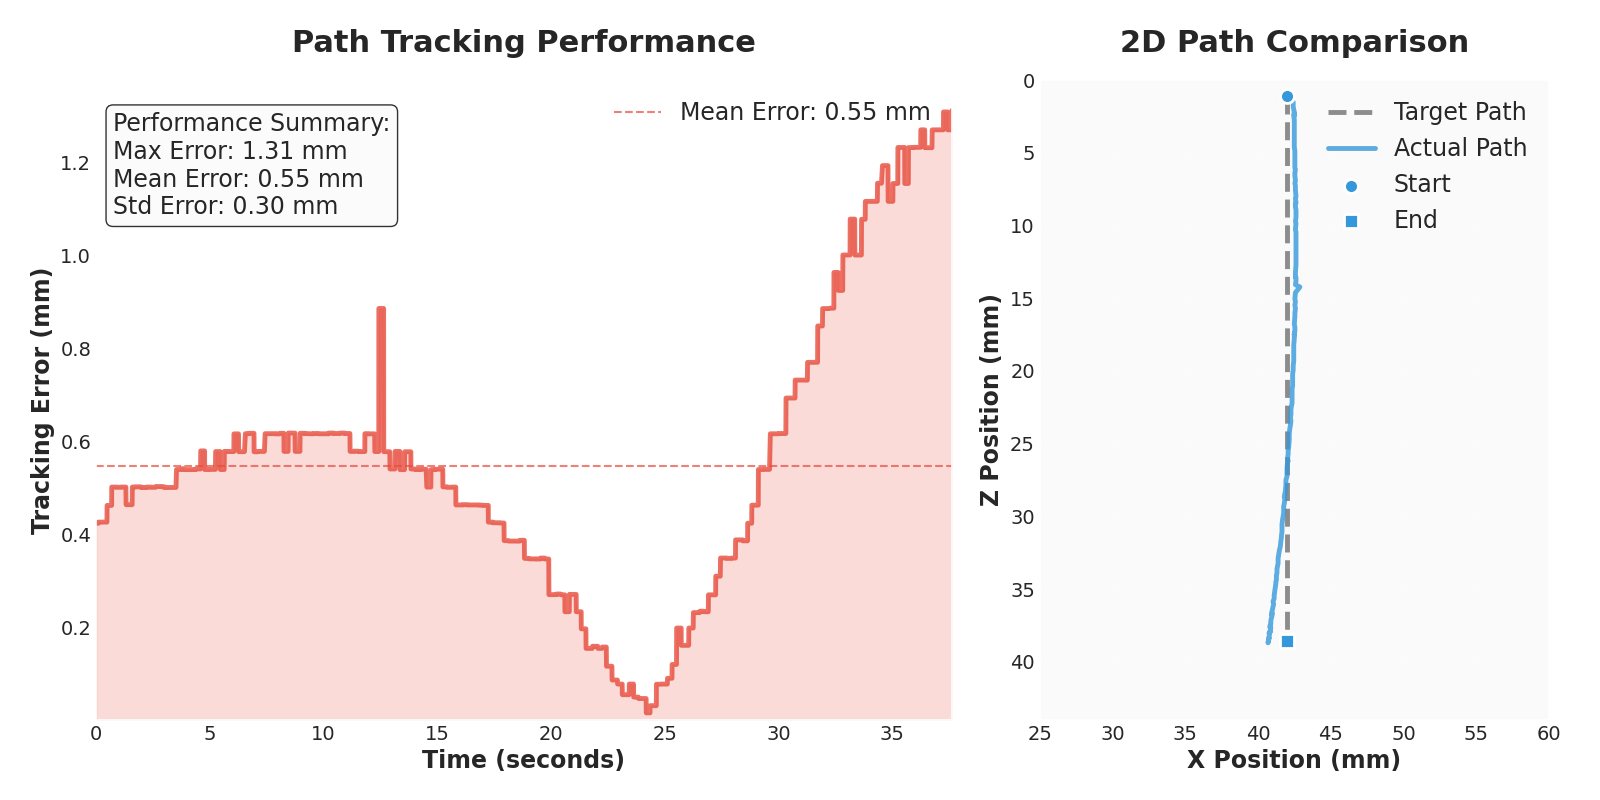 Path Tracking Performance
Performance Summary:
Max Error: 1.31 mm
Mean Error: 0.55 mm
Std Error: 0.30 mm
Mean Error: 0.55 mm
Tracking Error (mm)
1.2
1.0
0.8
0.6
0.4
0.2
0 5 10 15 20 25 30 35
Time (seconds)
2D Path Comparison
Target Path
Actual Path
Start
End
Z Position (mm)
0
5
10
15
20
25
30
35
40
25 30 35 40 45 50 55 60
X Position (mm)